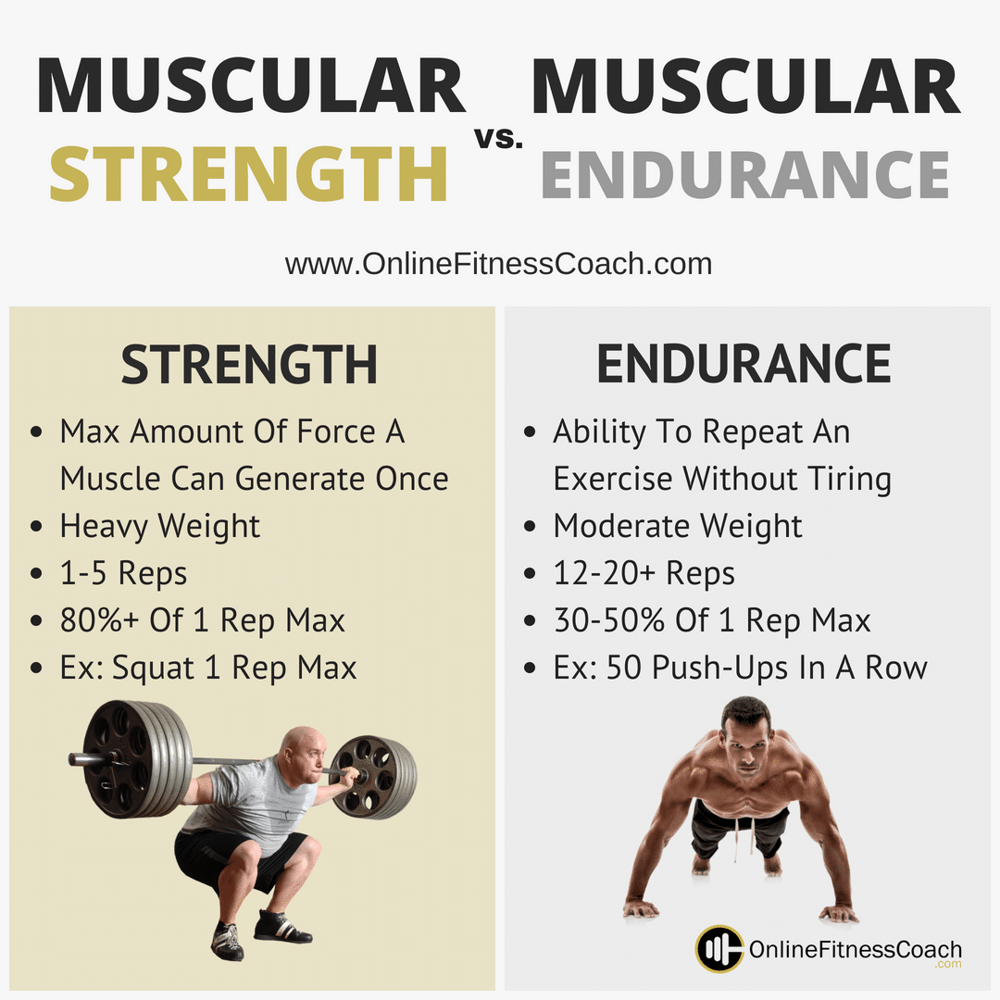 MUSCULAR
STRENGTH
vs.
MUSCULAR
ENDURANCE
www.OnlineFitnessCoach.com
STRENGTH
• Max Amount Of Force A
Muscle Can Generate Once
• Heavy Weight
• 1-5 Reps
• 80%+ Of 1 Rep Max
• Ex: Squat 1 Rep Max
ENDURANCE
• Ability To Repeat An
Exercise Without Tiring
• Moderate Weight
• 12-20+ Reps
• 30-50% Of 1 Rep Max
• Ex: 50 Push-Ups In A Row
OnlineFitnessCoach
.com